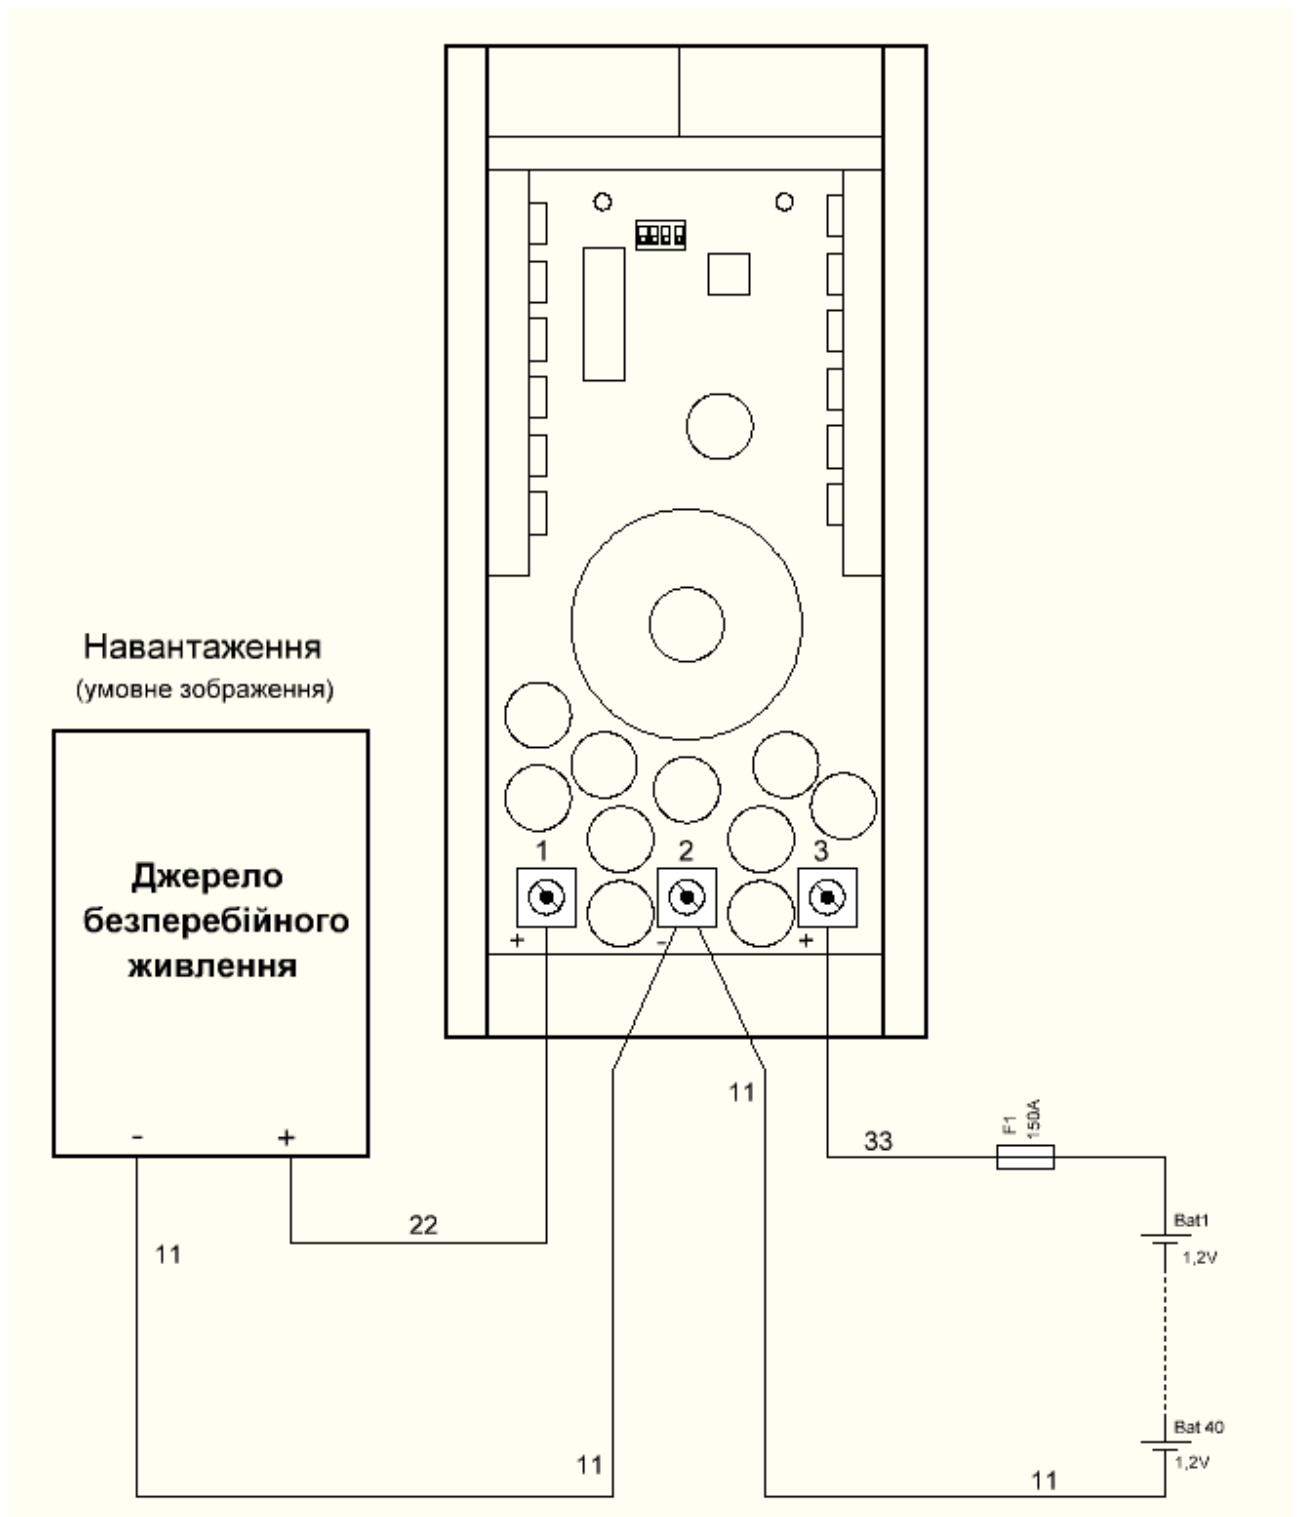 Навантаження
(умовне зображення)
Джерело
безперебійного
живлення
- +
1 2 3
+ - +
11
33
F1
150A
22
11
Bat1
1,2V
Bat 40
1,2V
11
11